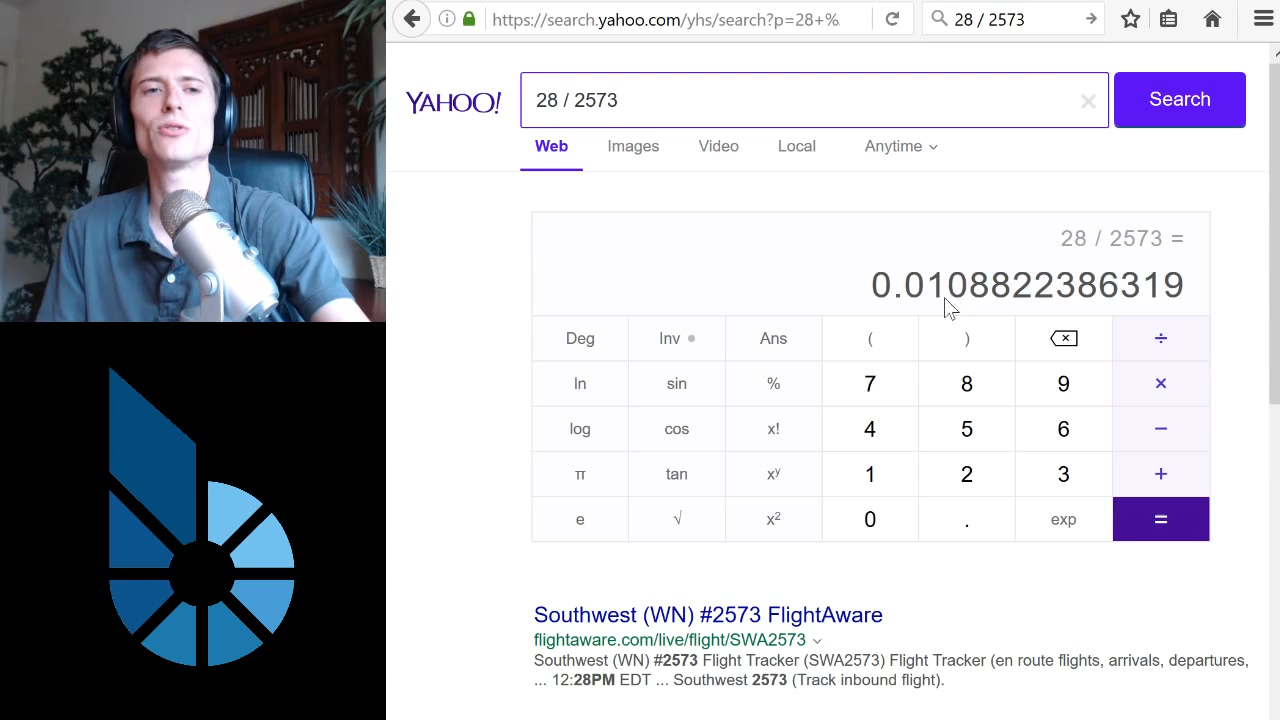 https://search.yahoo.com/yhs/search?p=28+%
28 / 2573
YAHOO!
28 / 2573
Search
Web
Images
Video
Local
Anytime
28 / 2573 =
0.0108822386319
Deg
Inv
Ans
(
)
÷
ln
sin
%
7
8
9
×
log
cos
x!
4
5
6
−
π
tan
xʸ
1
2
3
+
e
√
x²
0
.
exp
=
Southwest (WN) #2573 FlightAware
flightaware.com/live/flight/SWA2573
Southwest (WN) #2573 Flight Tracker (SWA2573) Flight Tracker (en route flights, arrivals, departures,
... 12:28PM EDT ... Southwest 2573 (Track inbound flight).